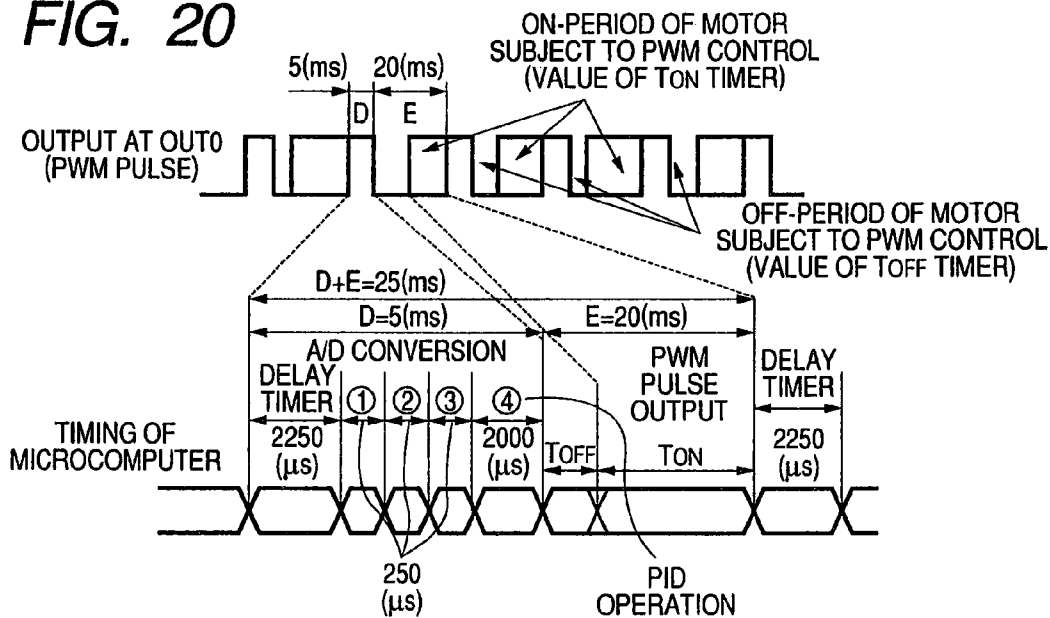 FIG. 20
ON-PERIOD OF MOTOR
SUBJECT TO PWM CONTROL
(VALUE OF TON TIMER)
5(ms)
20(ms)
D
E
OUTPUT AT OUT0
(PWM PULSE)
OFF-PERIOD OF MOTOR
SUBJECT TO PWM CONTROL
(VALUE OF TOFF TIMER)
D+E=25(ms)
D=5(ms)
E=20(ms)
A/D CONVERSION
DELAY
TIMER
①
②
③
④
PWM
PULSE
OUTPUT
DELAY
TIMER
TIMING OF
MICROCOMPUTER
2250
(μs)
2000
(μs)
TOFF
TON
2250
(μs)
250
(μs)
PID
OPERATION